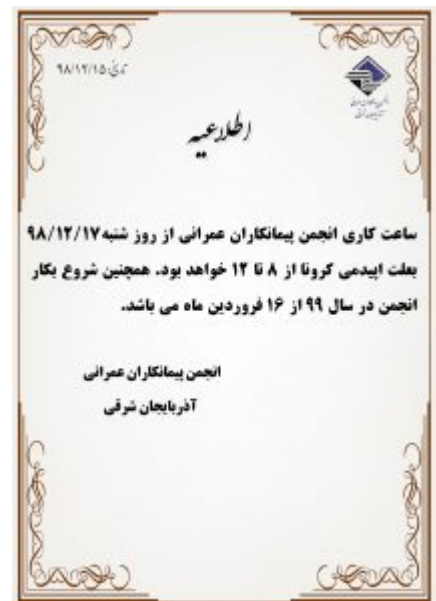 تاریخ: ۹۸/۱۲/۱۵
اطلاعیه
ساعت کاری انجمن پیمانکاران عمرانی از روز شنبه ۹۸/۱۲/۱۷
بعلت اپیدمی کرونا از ۸ تا ۱۲ خواهد بود. همچنین شروع بکار
انجمن در سال ۹۹ از ۱۶ فروردین ماه می باشد.
انجمن پیمانکاران عمرانی
آذربایجان شرقی